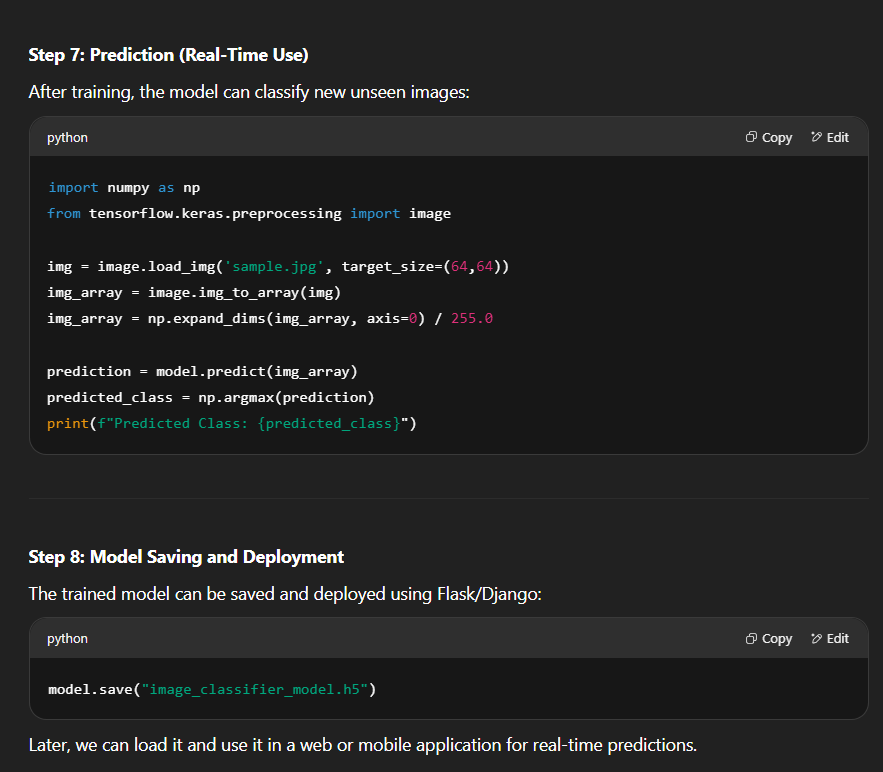 Step 7: Prediction (Real-Time Use)
After training, the model can classify new unseen images:
python
Copy
Edit
import numpy as np
from tensorflow.keras.preprocessing import image
img = image.load_img('sample.jpg', target_size=(64,64))
img_array = image.img_to_array(img)
img_array = np.expand_dims(img_array, axis=0) / 255.0
prediction = model.predict(img_array)
predicted_class = np.argmax(prediction)
print(f"Predicted Class: {predicted_class}")
Step 8: Model Saving and Deployment
The trained model can be saved and deployed using Flask/Django:
python
Copy
Edit
model.save("image_classifier_model.h5")
Later, we can load it and use it in a web or mobile application for real-time predictions.